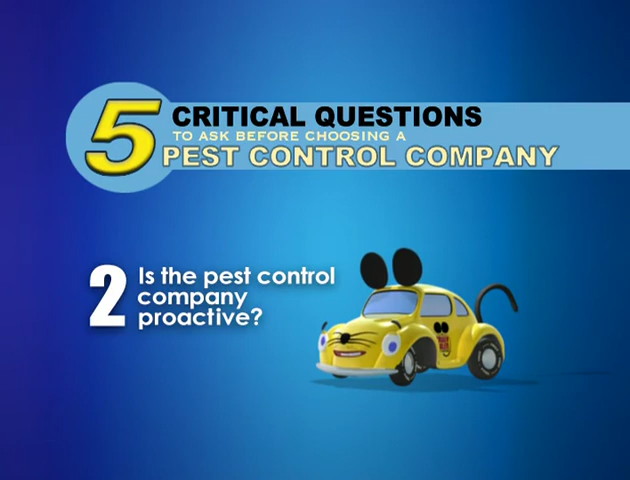 5 CRITICAL QUESTIONS
TO ASK BEFORE CHOOSING A
PEST CONTROL COMPANY
2 Is the pest control
company
proactive?